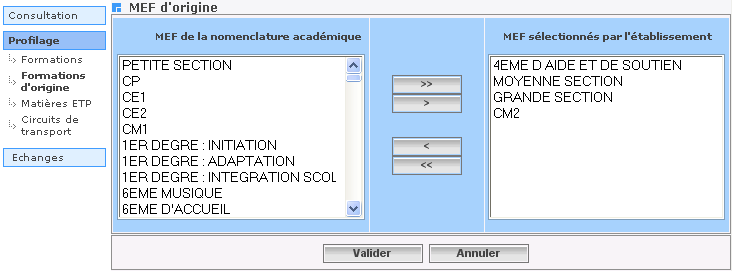 Consultation
Profilage
Formations
Formations
d'origine
Matières ETP
Circuits de
transport
Echanges
MEF d'origine
MEF de la nomenclature académique
PETITE SECTION
CP
CE1
CE2
CM1
1ER DEGRE : INITIATION
1ER DEGRE : ADAPTATION
1ER DEGRE : INTEGRATION SCOL
6EME MUSIQUE
6EME D'ACCUEIL
>>
>
<
<<
MEF sélectionnés par l'établissement
4EME D AIDE ET DE SOUTIEN
MOYENNE SECTION
GRANDE SECTION
CM2
Valider
Annuler